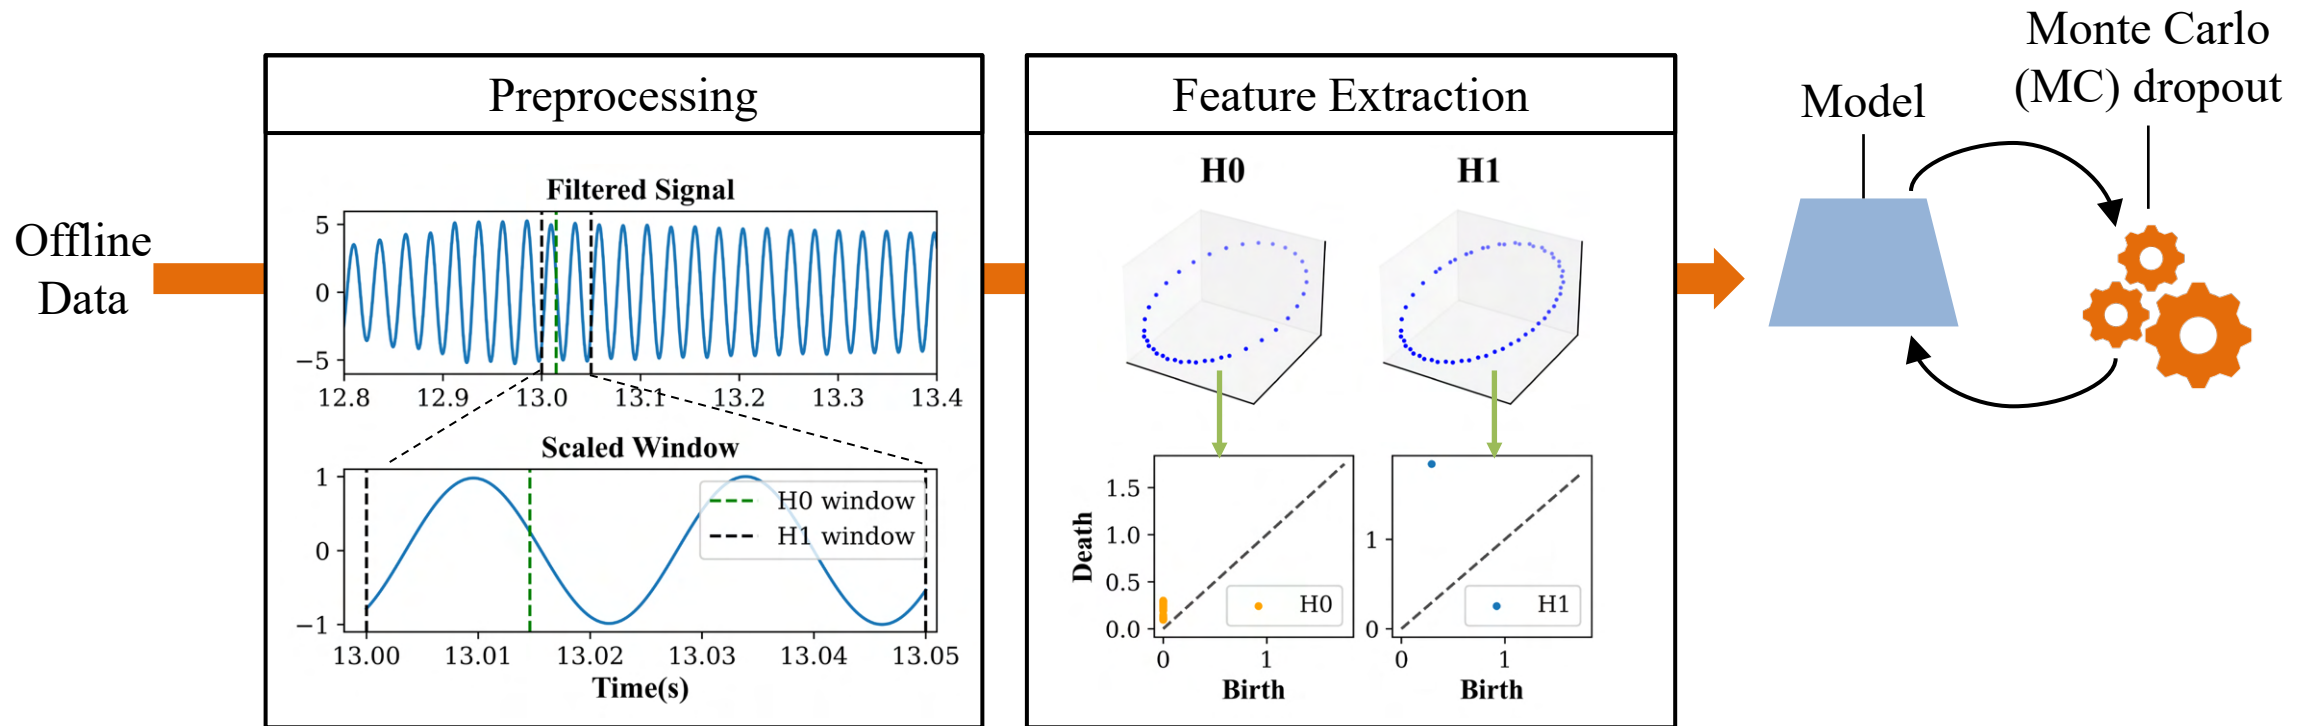 Offline
Data
Preprocessing
Filtered Signal
5
0
−5
12.8 12.9 13.0 13.1 13.2 13.3 13.4
Scaled Window
1
0
−1
H0 window
H1 window
13.00 13.01 13.02 13.03 13.04 13.05
Time(s)
Feature Extraction
H0 H1
Death
1.5
1.0
0.5
0.0
H0
0 1
Birth
1
0
H1
0 1
Birth
Model
Monte Carlo
(MC) dropout